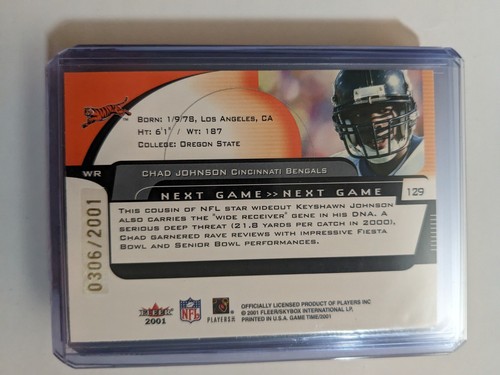 BORN: 1/9/78, LOS ANGELES, CA
HT: 6'1" / WT: 187
COLLEGE: OREGON STATE
WR
CHAD JOHNSON CINCINNATI BENGALS
NEXT GAME >> NEXT GAME
129
THIS COUSIN OF NFL STAR WIDEOUT KEYSHAWN JOHNSON
ALSO CARRIES THE "WIDE RECEIVER" GENE IN HIS DNA. A
SERIOUS DEEP THREAT (21.8 YARDS PER CATCH IN 2000),
CHAD GARNERED RAVE REVIEWS WITH IMPRESSIVE FIESTA
BOWL AND SENIOR BOWL PERFORMANCES.
0306/2001
FLEER
2001
NFL
PLAYERS INC
OFFICIALLY LICENSED PRODUCT OF PLAYERS INC
© 2001 FLEER/SKYBOX INTERNATIONAL LP,
PRINTED IN U.S.A. GAME TIME/2001